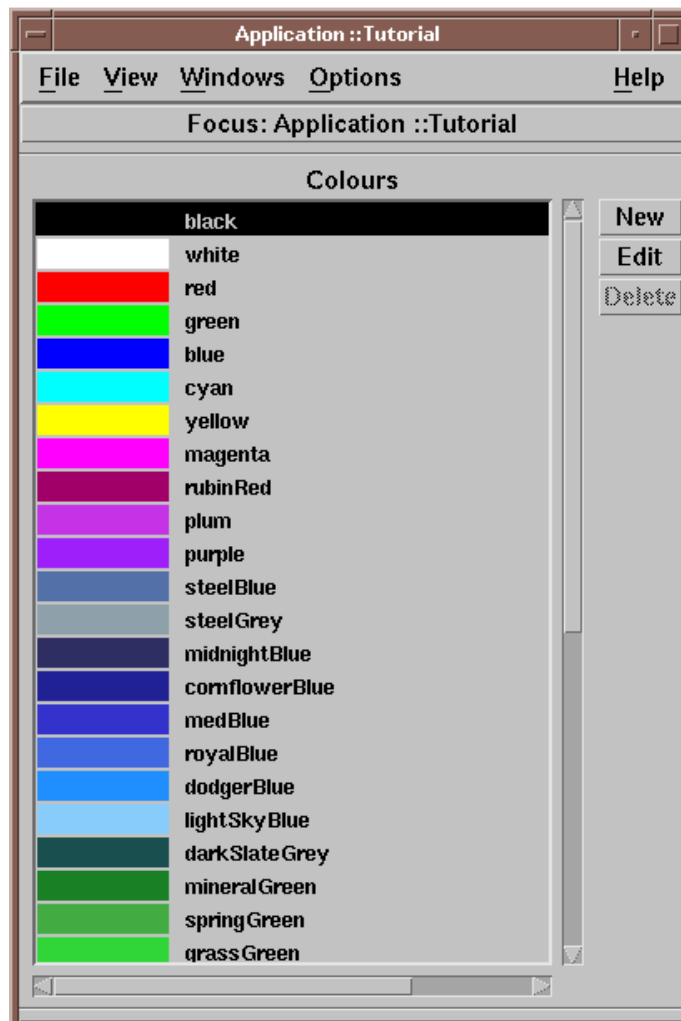 Application ::Tutorial
File View Windows Options Help
Focus: Application ::Tutorial
Colours
black
white
red
green
blue
cyan
yellow
magenta
rubinRed
plum
purple
steelBlue
steelGrey
midnightBlue
cornflowerBlue
medBlue
royalBlue
dodgerBlue
lightSkyBlue
darkSlateGrey
mineralGreen
springGreen
grassGreen
New
Edit
Delete